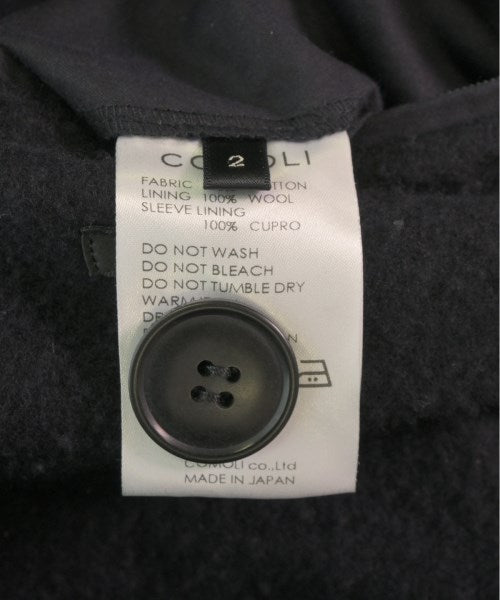 COMOLI
2
FABRIC COTTON
LINING 100% WOOL
SLEEVE LINING
100% CUPRO
DO NOT WASH
DO NOT BLEACH
DO NOT TUMBLE DRY
COMOLI co.,Ltd
MADE IN JAPAN